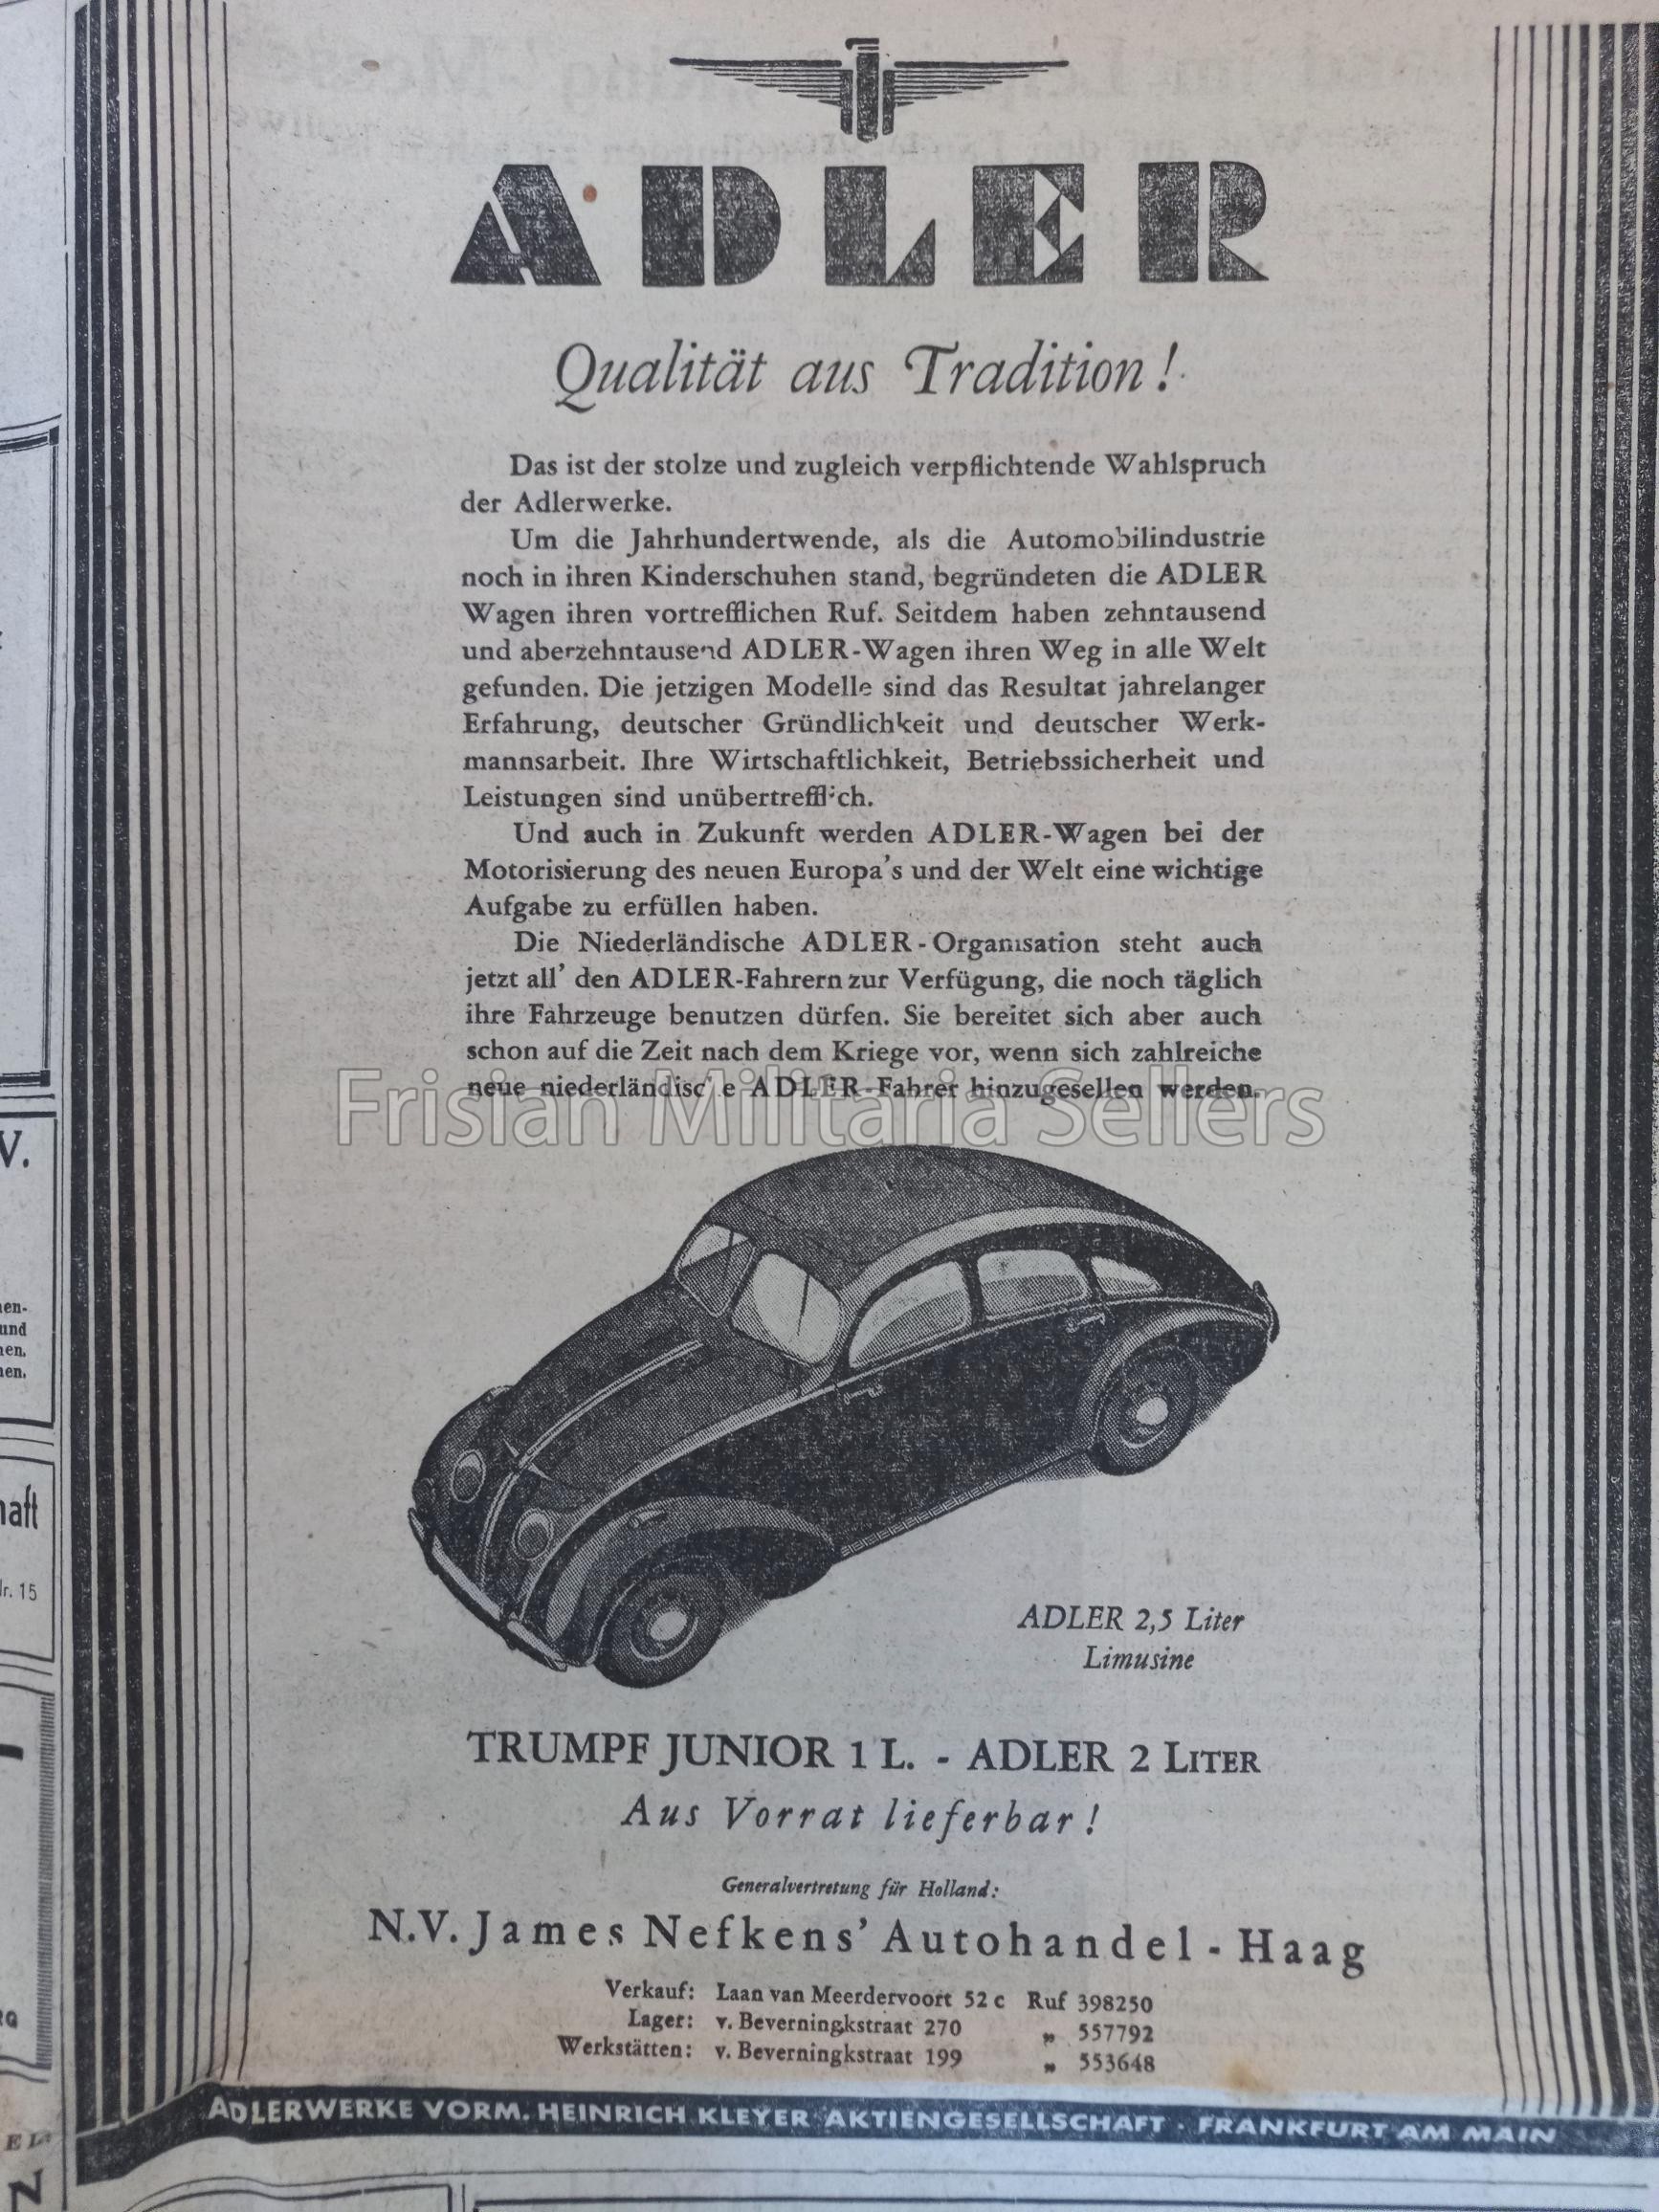 ADLER
Qualität aus Tradition!
Das ist der stolze und zugleich verpflichtende Wahlspruch
der Adlerwerke.
Um die Jahrhundertwende, als die Automobilindustrie
noch in ihren Kinderschuhen stand, begründeten die ADLER
Wagen ihren vortrefflichen Ruf. Seitdem haben zehntausend
und aberzehntausend ADLER-Wagen ihren Weg in alle Welt
gefunden. Die jetzigen Modelle sind das Resultat jahrelanger
Erfahrung, deutscher Gründlichkeit und deutscher Werk-
mannsarbeit. Ihre Wirtschaftlichkeit, Betriebssicherheit und
Leistungen sind unübertrefflich.
Und auch in Zukunft werden ADLER-Wagen bei der
Motorisierung des neuen Europa's und der Welt eine wichtige
Aufgabe zu erfüllen haben.
Die Niederländische ADLER-Organisation steht auch
jetzt all' den ADLER-Fahrern zur Verfügung, die noch täglich
ihre Fahrzeuge benutzen dürfen. Sie bereitet sich aber auch
schon auf die Zeit nach dem Kriege vor, wenn sich zahlreiche
neue niederländische ADLER-Fahrer hinzugesellen werden.
Frisian Militaria Sellers
ADLER 2,5 Liter
Limusine
TRUMPF JUNIOR 1 L. - ADLER 2 LITER
Aus Vorrat lieferbar!
Generalvertretung für Holland:
N.V. James Nefkens' Autohandel - Haag
Verkauf: Laan van Meerdervoort 52 c Ruf 398250
Lager: v. Beverningkstraat 270 „ 557792
Werkstätten: v. Beverningkstraat 199 „ 553648
ADLERWERKE VORM. HEINRICH KLEYER AKTIENGESELLSCHAFT · FRANKFURT AM MAIN
V.
und
Nr. 15